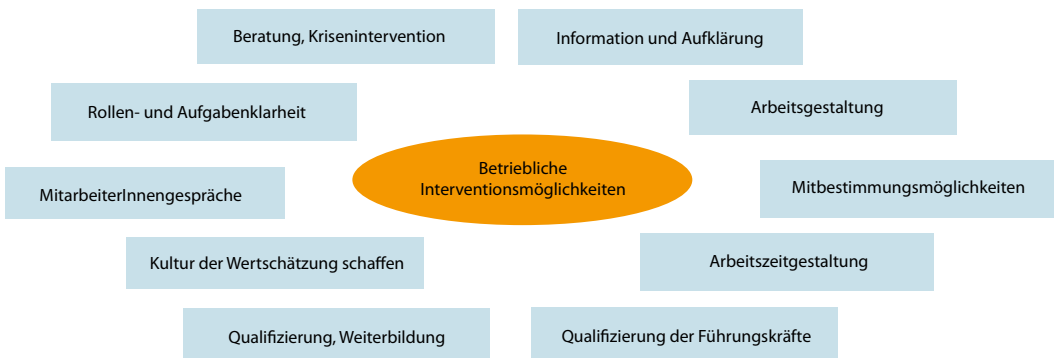 Beratung, Krisenintervention
Information und Aufklärung
Rollen- und Aufgabenklarheit
Arbeitsgestaltung
Betriebliche
Interventionsmöglichkeiten
MitarbeiterInnengespräche
Mitbestimmungsmöglichkeiten
Kultur der Wertschätzung schaffen
Arbeitszeitgestaltung
Qualifizierung, Weiterbildung
Qualifizierung der Führungskräfte